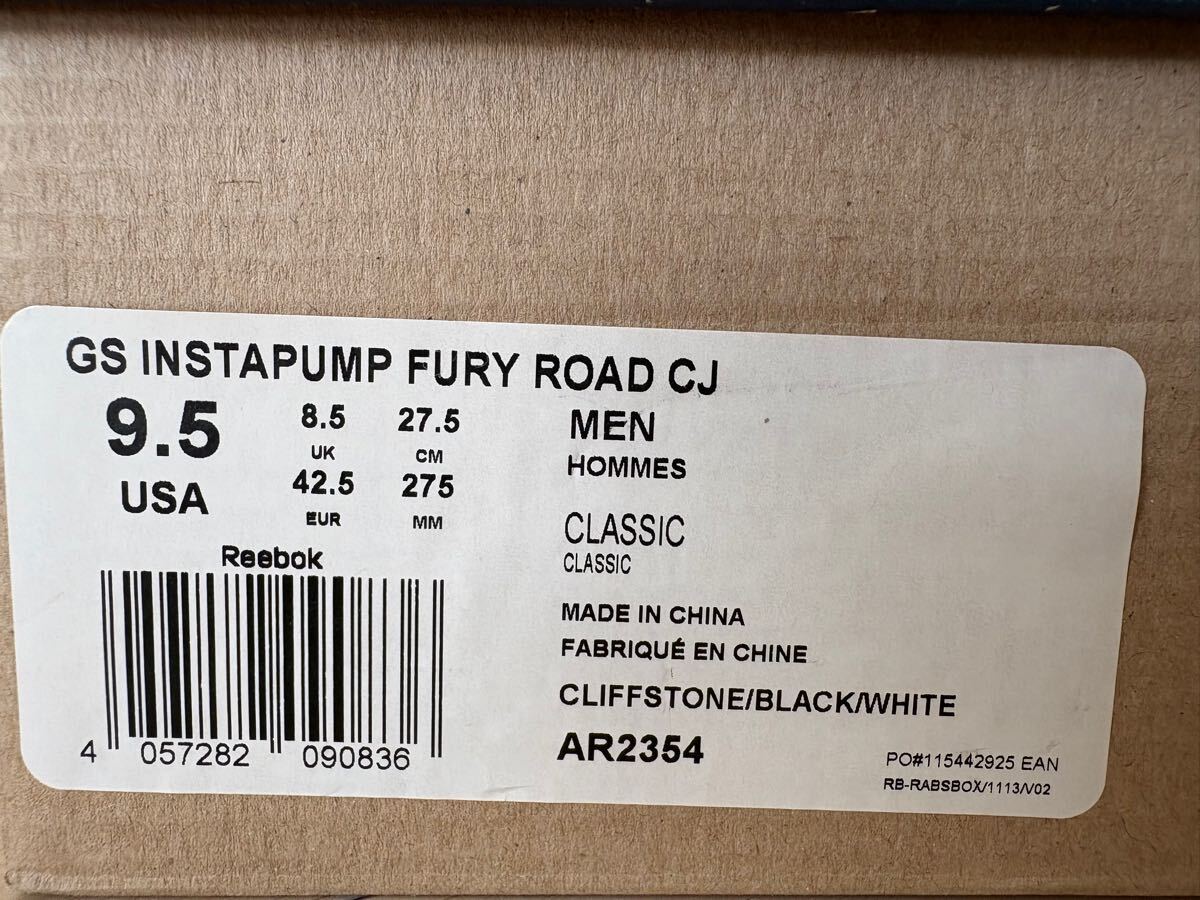 GS INSTAPUMP FURY ROAD CJ
9.5 8.5 27.5 MEN
UK CM
USA 42.5 275 HOMMES
EUR MM
CLASSIC
Reebok CLASSIC
MADE IN CHINA
FABRIQUÉ EN CHINE
CLIFFSTONE/BLACK/WHITE
4 057282 090836 AR2354 PO#115442925 EAN
RB-RABSBOX/1113/V02